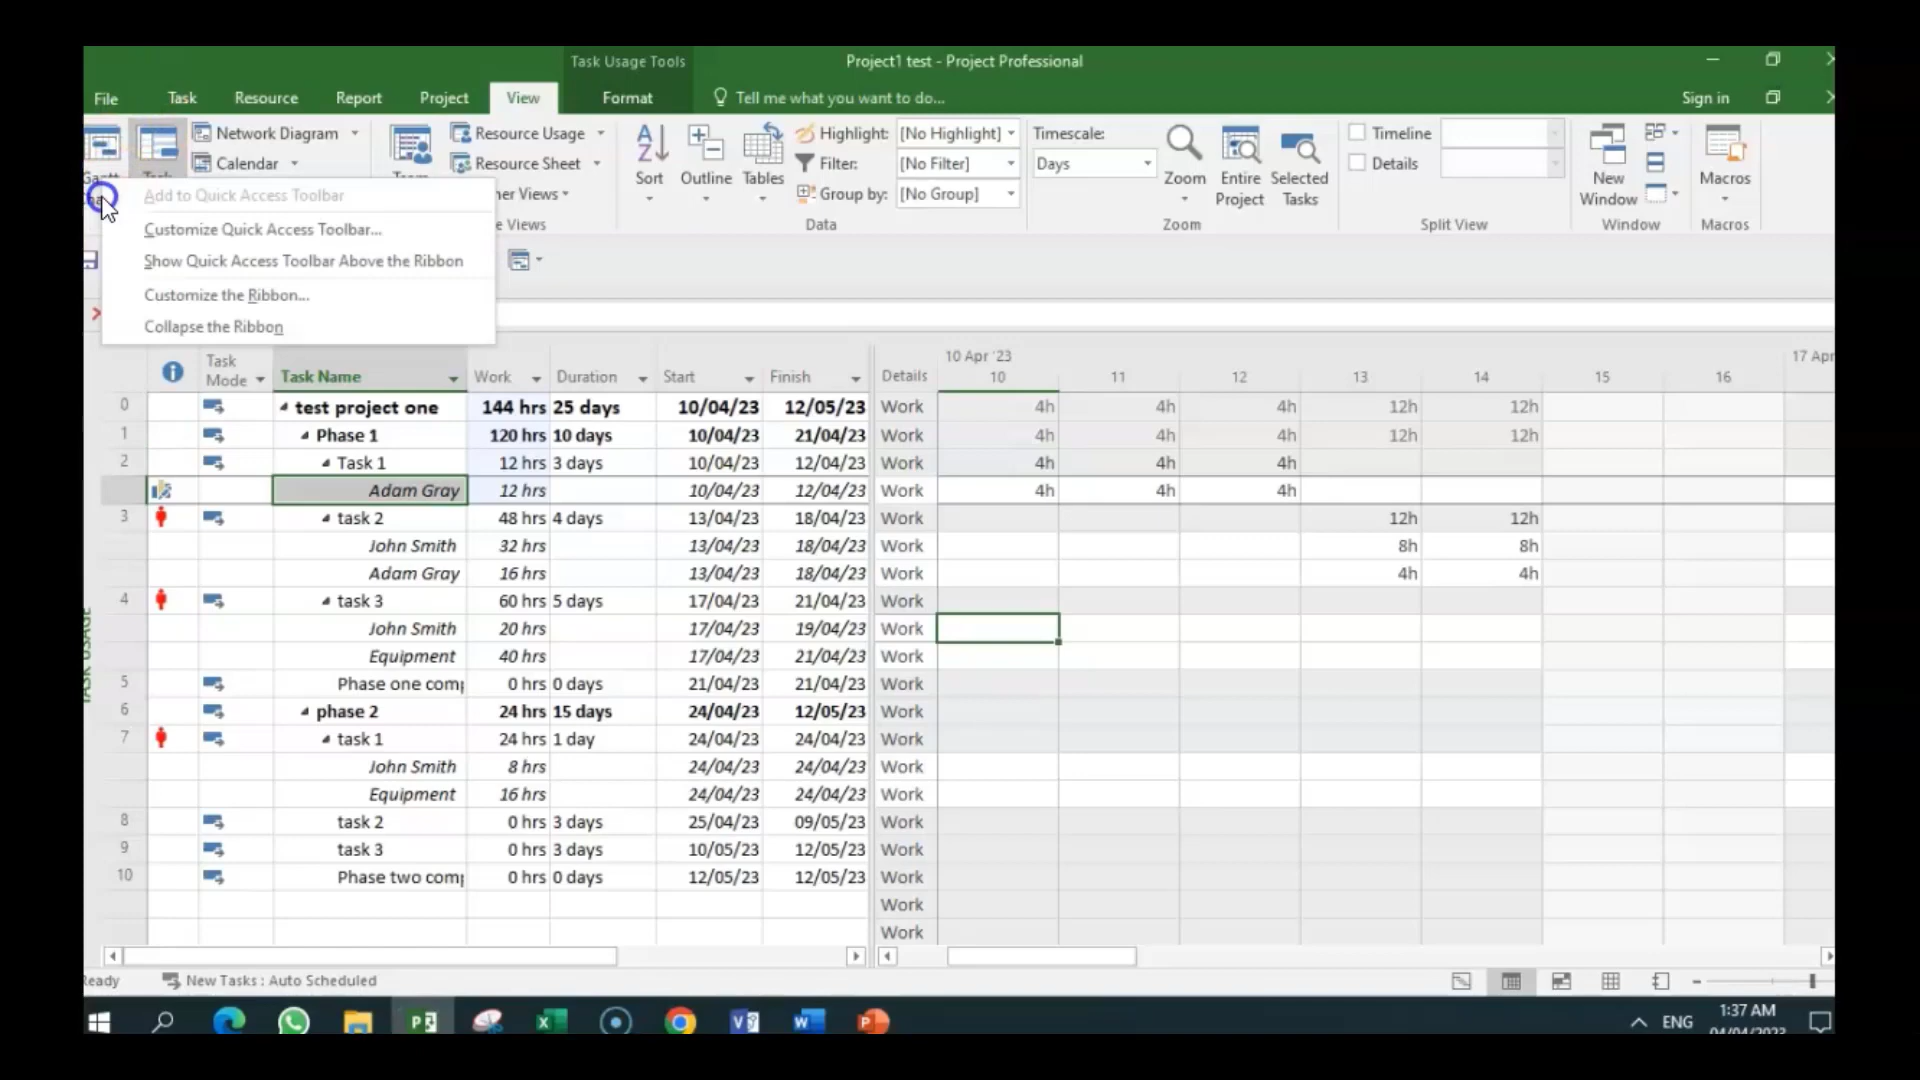 Task Usage Tools
Project1 test - Project Professional
File Task Resource Report Project View Format Tell me what you want to do... Sign in
Network Diagram
Calendar
Resource Usage
Resource Sheet
Sort Outline Tables
Highlight: [No Highlight]
Filter: [No Filter]
Group by: [No Group]
Data
Timescale:
Days
Zoom Entire Project Selected Tasks
Zoom
Timeline
Details
Split View
New Window
Window
Macros
Macros
Add to Quick Access Toolbar
Customize Quick Access Toolbar...
Show Quick Access Toolbar Above the Ribbon
Customize the Ribbon...
Collapse the Ribbon
Views
10 Apr '23 17 Apr
Task Mode Task Name Work Duration Start Finish Details 10 11 12 13 14 15 16
0 test project one 144 hrs 25 days 10/04/23 12/05/23 Work 4h 4h 4h 12h 12h
1 Phase 1 120 hrs 10 days 10/04/23 21/04/23 Work 4h 4h 4h 12h 12h
2 Task 1 12 hrs 3 days 10/04/23 12/04/23 Work 4h 4h 4h
Adam Gray 12 hrs 10/04/23 12/04/23 Work 4h 4h 4h
3 task 2 48 hrs 4 days 13/04/23 18/04/23 Work 12h 12h
John Smith 32 hrs 13/04/23 18/04/23 Work 8h 8h
Adam Gray 16 hrs 13/04/23 18/04/23 Work 4h 4h
4 task 3 60 hrs 5 days 17/04/23 21/04/23 Work
John Smith 20 hrs 17/04/23 19/04/23 Work
Equipment 40 hrs 17/04/23 21/04/23 Work
5 Phase one comp 0 hrs 0 days 21/04/23 21/04/23 Work
6 phase 2 24 hrs 15 days 24/04/23 12/05/23 Work
7 task 1 24 hrs 1 day 24/04/23 24/04/23 Work
John Smith 8 hrs 24/04/23 24/04/23 Work
Equipment 16 hrs 24/04/23 24/04/23 Work
8 task 2 0 hrs 3 days 25/04/23 09/05/23 Work
9 task 3 0 hrs 3 days 10/05/23 12/05/23 Work
10 Phase two comp 0 hrs 0 days 12/05/23 12/05/23 Work
Work
Work
New Tasks : Auto Scheduled
ENG 1:37 AM
04/04/2023